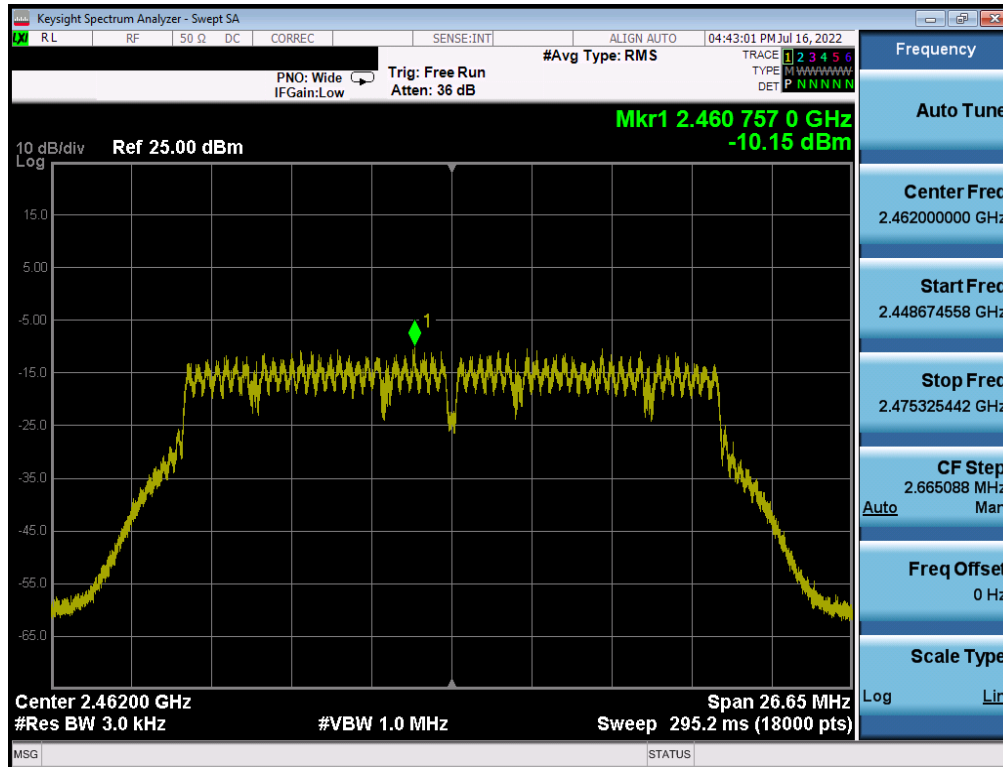 Keysight Spectrum Analyzer - Swept SA
LXI RL RF 50 Ω DC CORREC SENSE:INT ALIGN AUTO 04:43:01 PM Jul 16, 2022
#Avg Type: RMS
TRACE 1 2 3 4 5 6
PNO: Wide Trig: Free Run
TYPE M WWWWW
IFGain:Low Atten: 36 dB
DET P N N N N N
Mkr1 2.460 757 0 GHz
-10.15 dBm
10 dB/div Ref 25.00 dBm
Log
15.0
5.00
-5.00
-15.0
-25.0
-35.0
-45.0
-55.0
-65.0
1
Center 2.46200 GHz Span 26.65 MHz
#Res BW 3.0 kHz #VBW 1.0 MHz Sweep 295.2 ms (18000 pts)
MSG STATUS
Frequency
Auto Tune
Center Freq
2.462000000 GHz
Start Freq
2.448674558 GHz
Stop Freq
2.475325442 GHz
CF Step
2.665088 MHz
Auto Man
Freq Offset
0 Hz
Scale Type
Log Lin